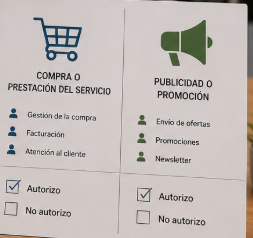 COMPRA O
PRESTACIÓN DEL SERVICIO
Gestión de la compra
Facturación
Atención al cliente
Autorizo
No autorizo
PUBLICIDAD O
PROMOCIÓN
Envío de ofertas
Promociones
Newsletter
Autorizo
No autorizo